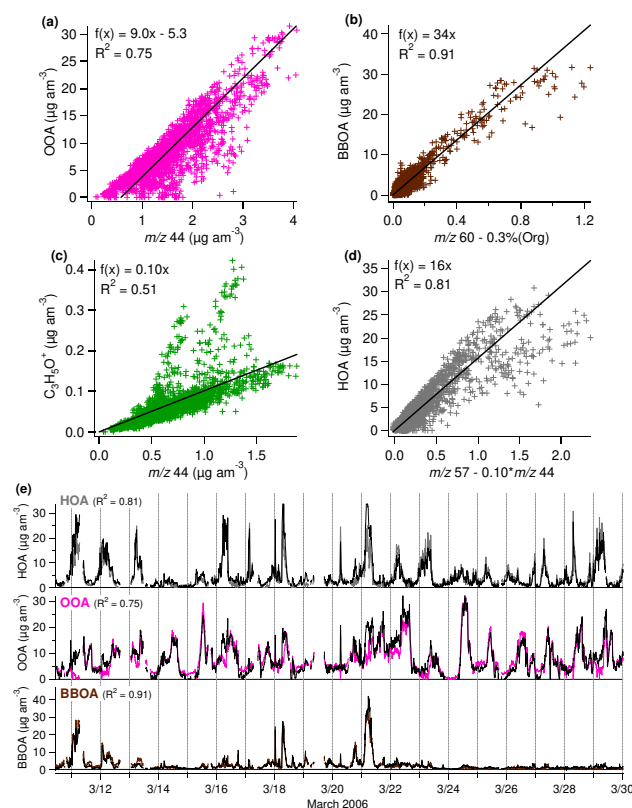 (a)
f(x) = 9.0x - 5.3
R² = 0.75
30
25
20
15
10
5
0
OOA (µg am⁻³)
0
1
2
3
4
m/z 44 (µg am⁻³)
(b)
f(x) = 34x
R² = 0.91
40
30
20
10
0
BBOA (µg am⁻³)
0.0
0.4
0.8
1.2
m/z 60 - 0.3%(Org)
(c)
f(x) = 0.10x
R² = 0.51
0.4
0.3
0.2
0.1
0.0
C₃H₅O⁺ (µg am⁻³)
0.0
0.5
1.0
1.5
m/z 44 (µg am⁻³)
(d)
f(x) = 16x
R² = 0.81
35
30
25
20
15
10
5
0
HOA (µg am⁻³)
0.0
0.5
1.0
1.5
2.0
m/z 57 - 0.10*m/z 44
(e)
HOA (R² = 0.81)
30
20
10
0
HOA (µg am⁻³)
OOA (R² = 0.75)
30
20
10
0
OOA (µg am⁻³)
BBOA (R² = 0.91)
40
30
20
10
0
BBOA (µg am⁻³)
3/12
3/14
3/16
3/18
3/20
3/22
3/24
3/26
3/28
3/30
March 2006